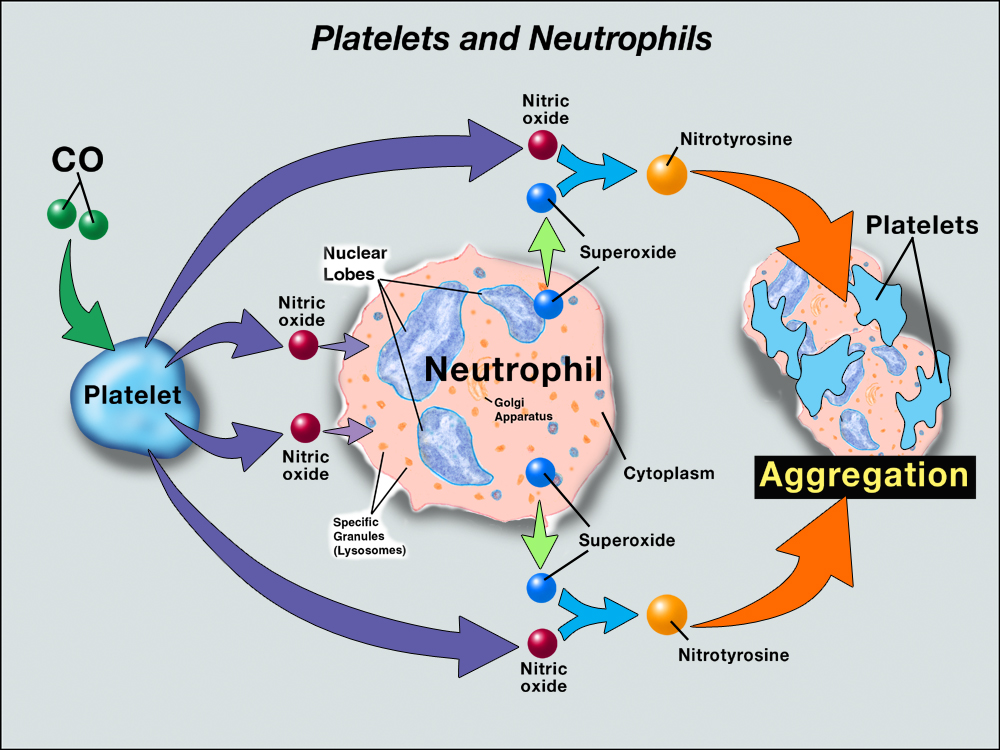 Platelets and Neutrophils
Nitric
oxide
Nitrotyrosine
CO
Platelets
Superoxide
Nuclear
Lobes
Nitric
oxide
Neutrophil
Platelet
Golgi
Apparatus
Nitric
oxide
Cytoplasm
Aggregation
Specific
Granules
(Lysosomes)
Superoxide
Nitrotyrosine
Nitric
oxide